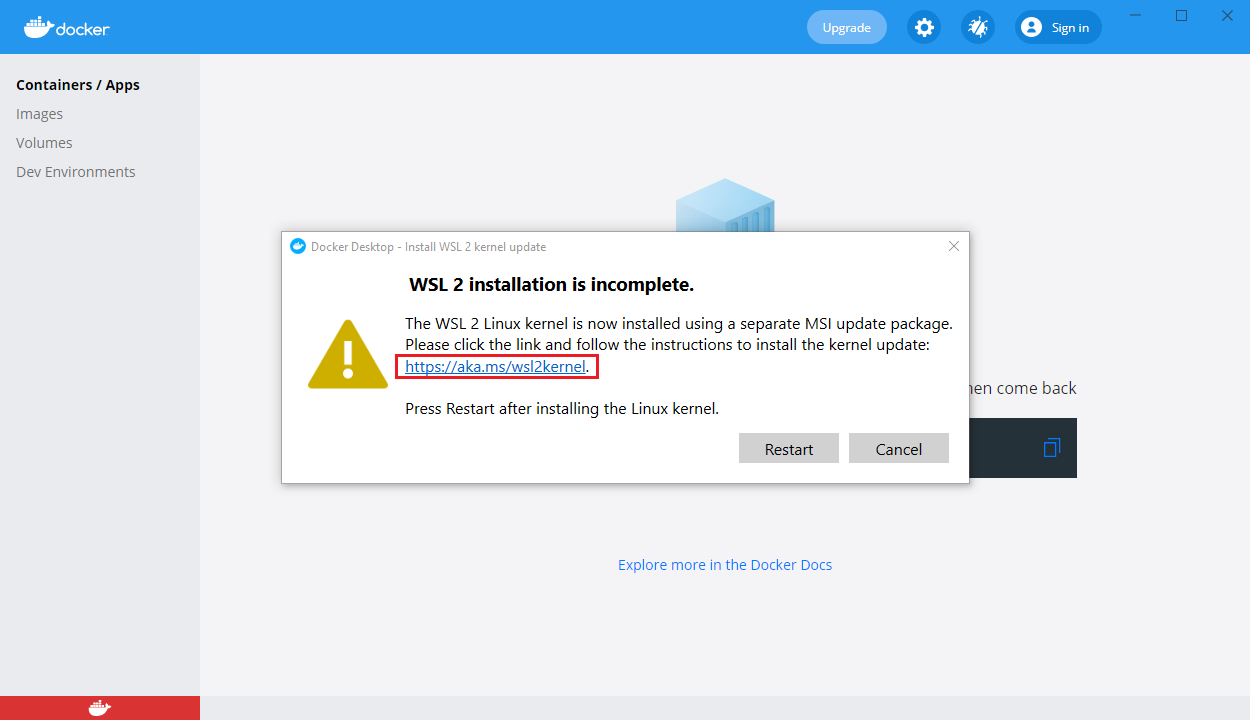 docker
Upgrade
Sign in
Containers / Apps
Images
Volumes
Dev Environments
Docker Desktop - Install WSL 2 kernel update
WSL 2 installation is incomplete.
The WSL 2 Linux kernel is now installed using a separate MSI update package.
Please click the link and follow the instructions to install the kernel update:
https://aka.ms/wsl2kernel.
Press Restart after installing the Linux kernel.
Restart
Cancel
come back
Explore more in the Docker Docs